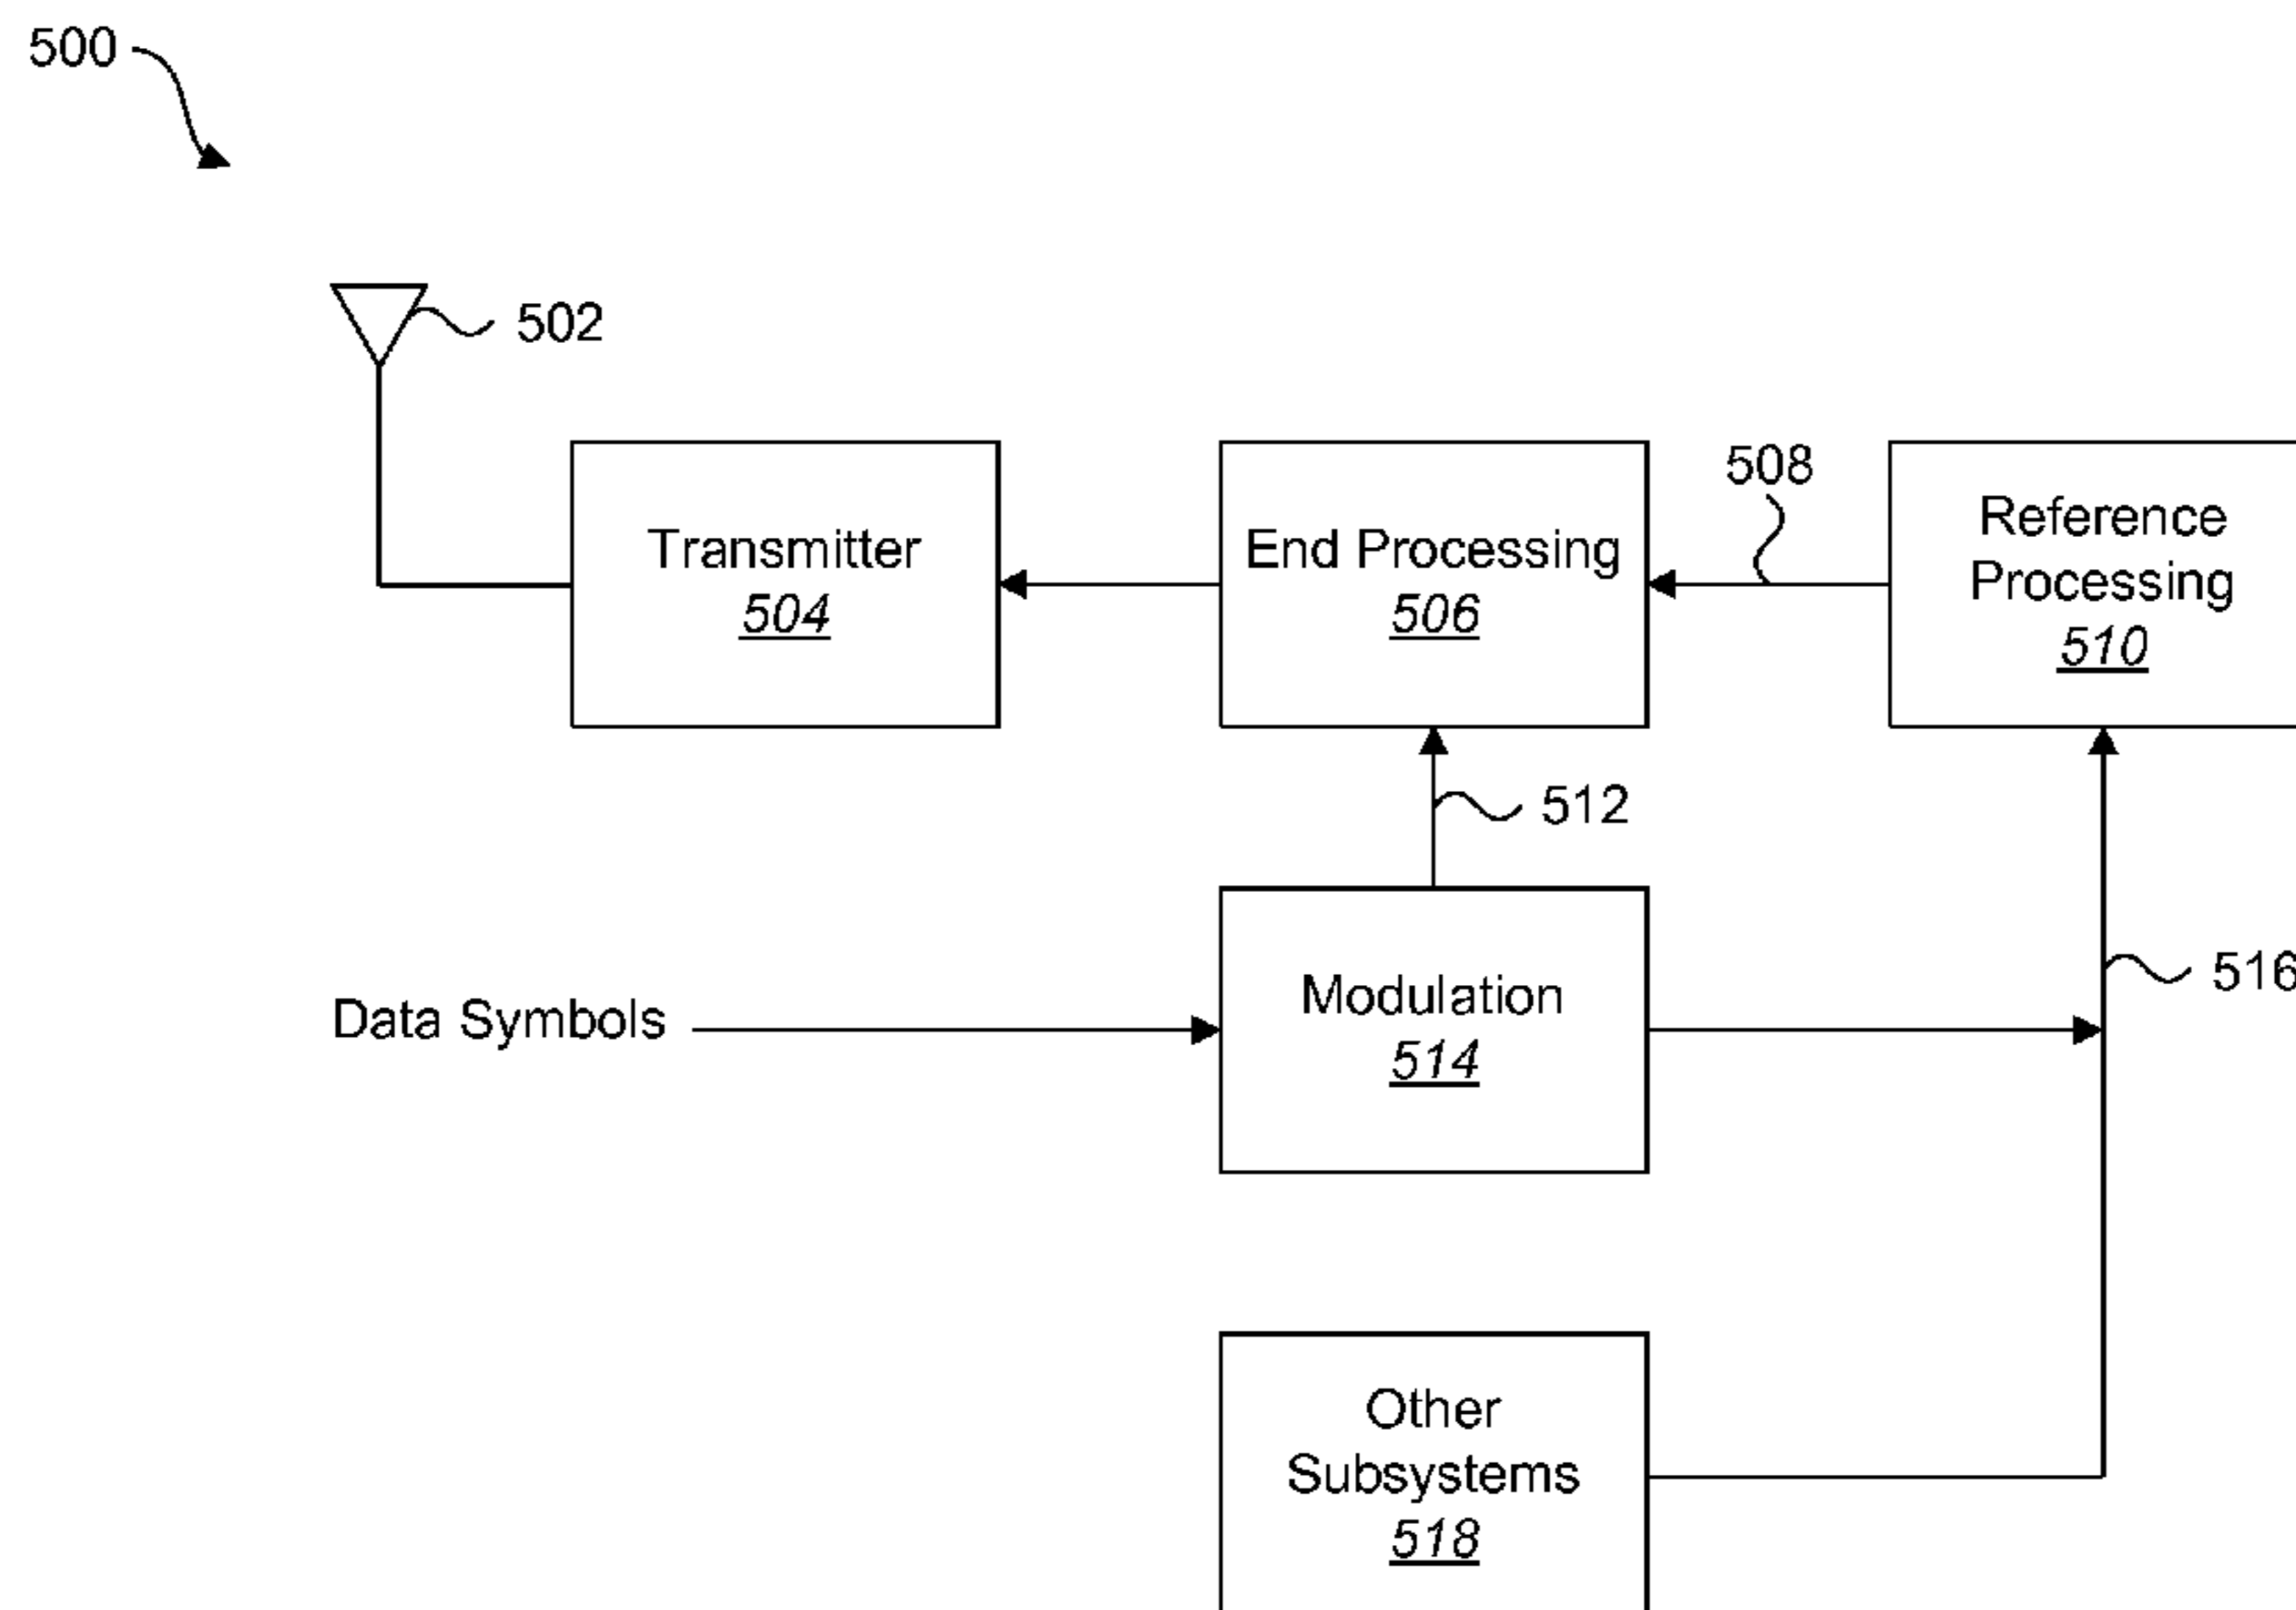 500
502
508
Transmitter
504
End Processing
506
Reference
Processing
510
512
516
Data Symbols
Modulation
514
Other
Subsystems
518